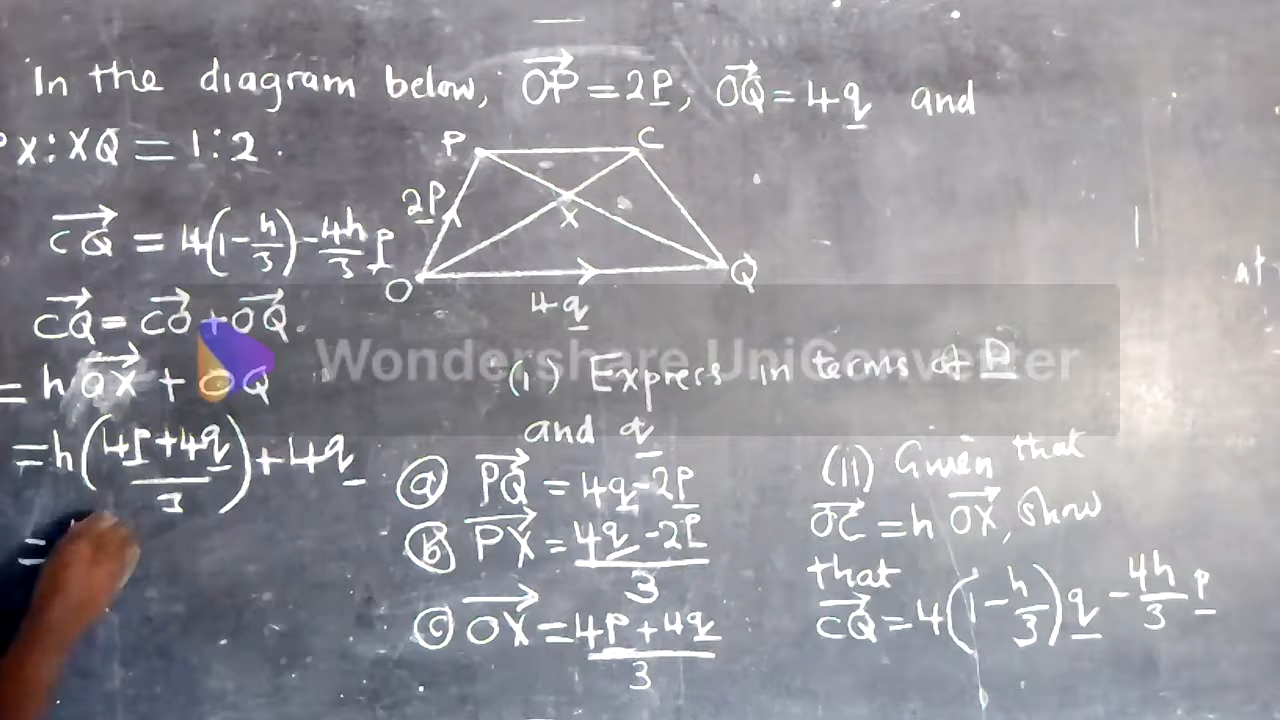 In the diagram below, OP→ = 2p, OQ→ = 4q and
PX : XQ = 1 : 2.
P C
2p
X
O Q
4q
CQ→ = 4(1 - h/3) - 4h/3 p
CQ→ = CO→ + OQ→.
= h OX→ + OQ
= h((4p + 4q)/3) + 4q
=
Wondershare UniConverter
(i) Express in terms of p
and q
(a) PQ→ = 4q - 2p
(b) PX→ = (4q - 2p)/3
(c) OX→ = (4p + 4q)/3
(ii) Given that
OC→ = h OX→, show
that
CQ→ = 4(1 - h/3) q - 4h/3 p